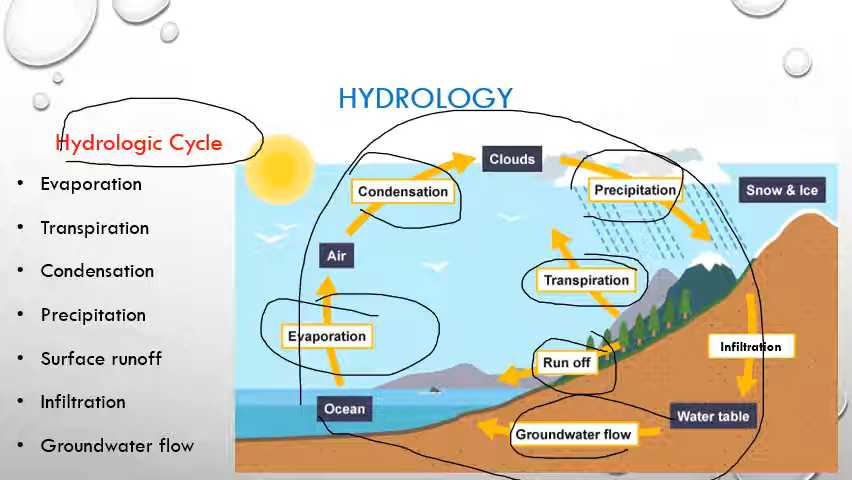 HYDROLOGY
Hydrologic Cycle
• Evaporation
• Transpiration
• Condensation
• Precipitation
• Surface runoff
• Infiltration
• Groundwater flow
Clouds
Condensation
Precipitation
Snow & Ice
Air
Transpiration
Evaporation
Infiltration
Run off
Ocean
Water table
Groundwater flow